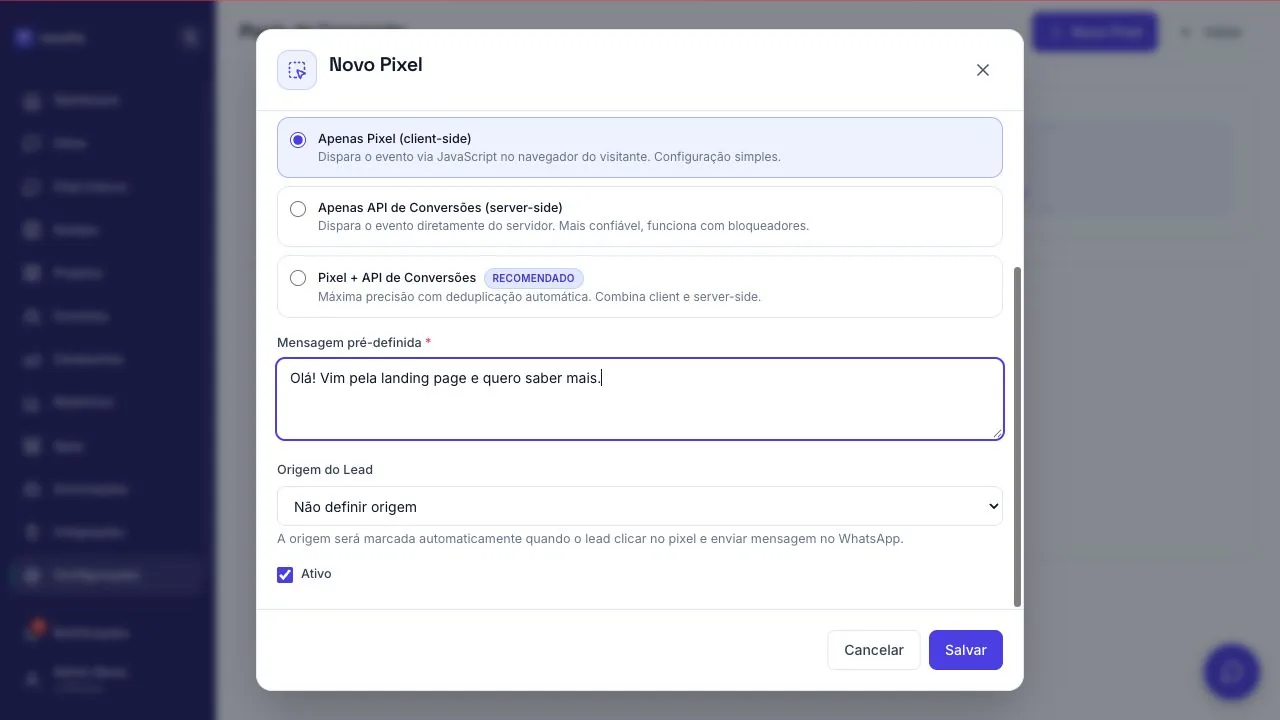 Novo Pixel
Apenas Pixel (client-side)
Dispara o evento via JavaScript no navegador do visitante. Configuração simples.
Apenas API de Conversões (server-side)
Dispara o evento diretamente do servidor. Mais confiável, funciona com bloqueadores.
Pixel + API de Conversões RECOMENDADO
Máxima precisão com deduplicação automática. Combina client e server-side.
Mensagem pré-definida *
Olá! Vim pela landing page e quero saber mais.
Origem do Lead
Não definir origem
A origem será marcada automaticamente quando o lead clicar no pixel e enviar mensagem no WhatsApp.
Ativo
Cancelar
Salvar